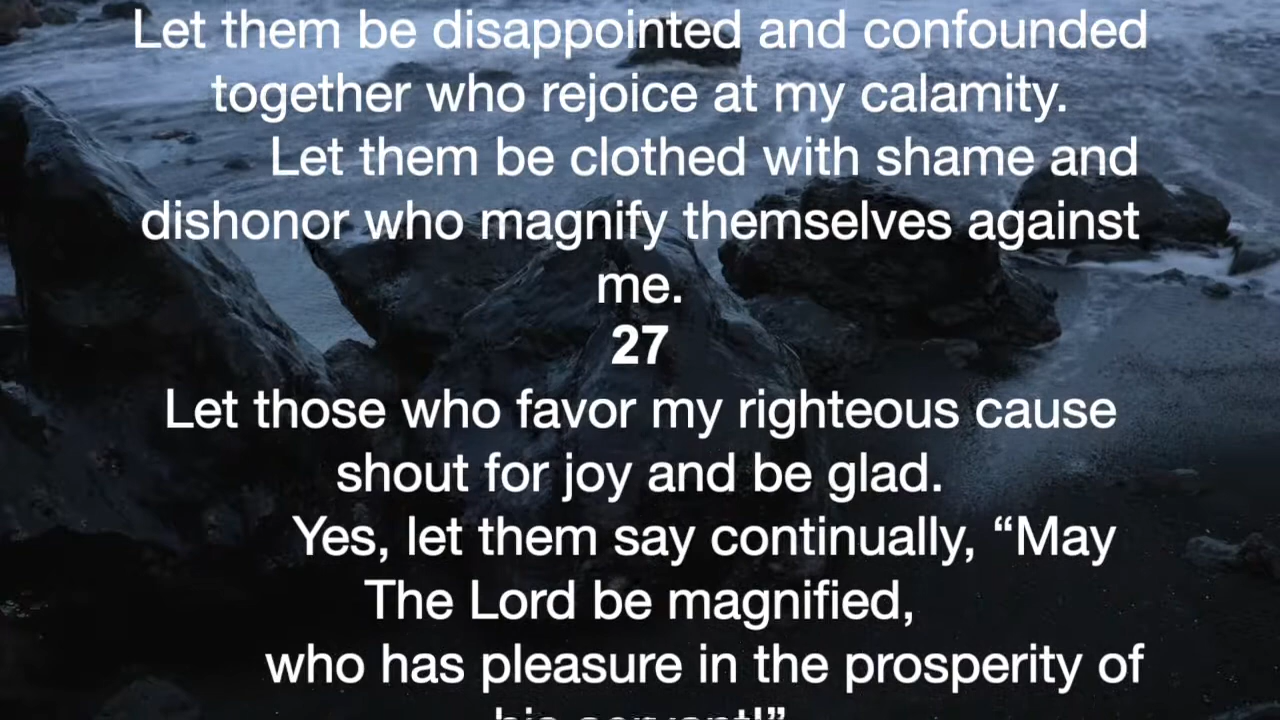 Let them be disappointed and confounded
together who rejoice at my calamity.
Let them be clothed with shame and
dishonor who magnify themselves against
me.
27
Let those who favor my righteous cause
shout for joy and be glad.
Yes, let them say continually, “May
The Lord be magnified,
who has pleasure in the prosperity of
his servant!”